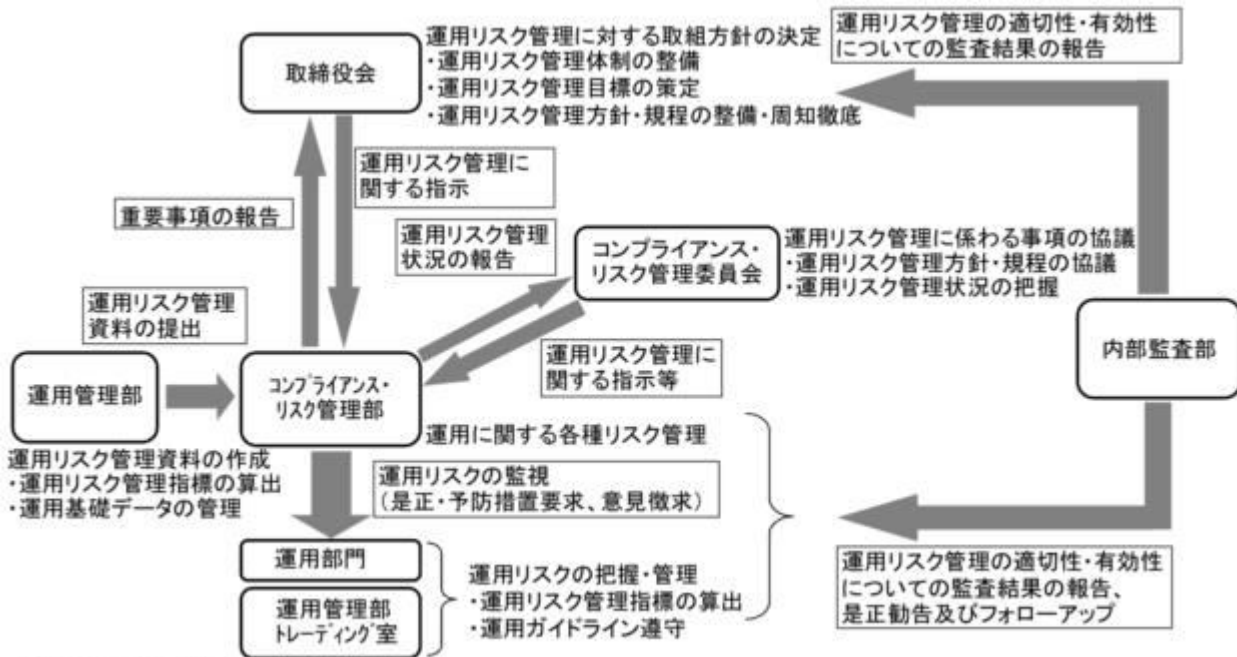 取締役会
運用リスク管理に対する取組方針の決定
・運用リスク管理体制の整備
・運用リスク管理目標の策定
・運用リスク管理方針・規程の整備・周知徹底
運用リスク管理の適切性・有効性
についての監査結果の報告
運用リスク管理に
関する指示
重要事項の報告
運用リスク管理
状況の報告
コンプライアンス・
リスク管理委員会
運用リスク管理に係わる事項の協議
・運用リスク管理方針・規程の協議
・運用リスク管理状況の把握
運用リスク管理
資料の提出
運用リスク管理に
関する指示等
内部監査部
運用管理部
コンプライアンス・
リスク管理部
運用に関する各種リスク管理
運用リスク管理資料の作成
・運用リスク管理指標の算出
・運用基礎データの管理
運用リスクの監視
（是正・予防措置要求、意見徴求）
運用部門
運用管理部
トレーディング室
運用リスクの把握・管理
・運用リスク管理指標の算出
・運用ガイドライン遵守
運用リスク管理の適切性・有効性
についての監査結果の報告、
是正勧告及びフォローアップ